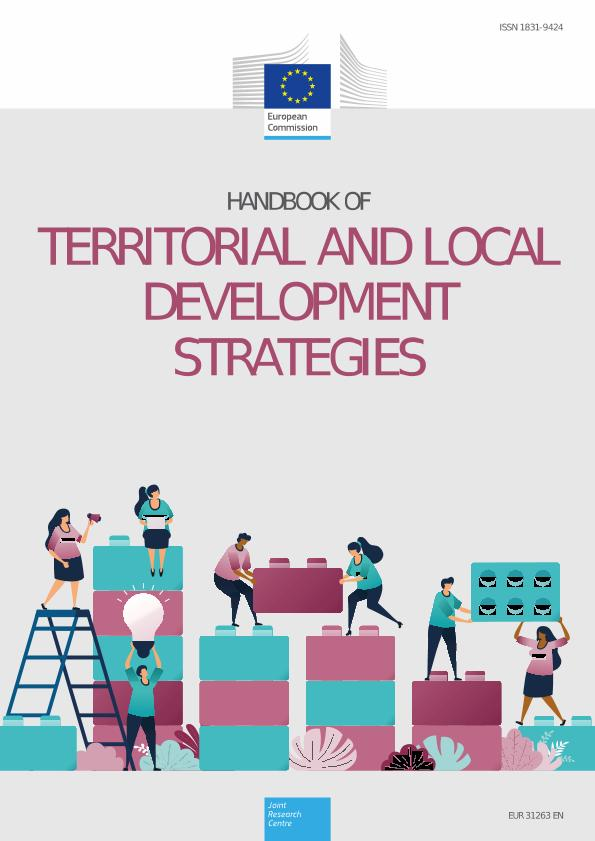 ISSN 1831-9424
European
Commission
HANDBOOK OF
TERRITORIAL AND LOCAL
DEVELOPMENT
STRATEGIES
Joint
Research
Centre
EUR 31263 EN